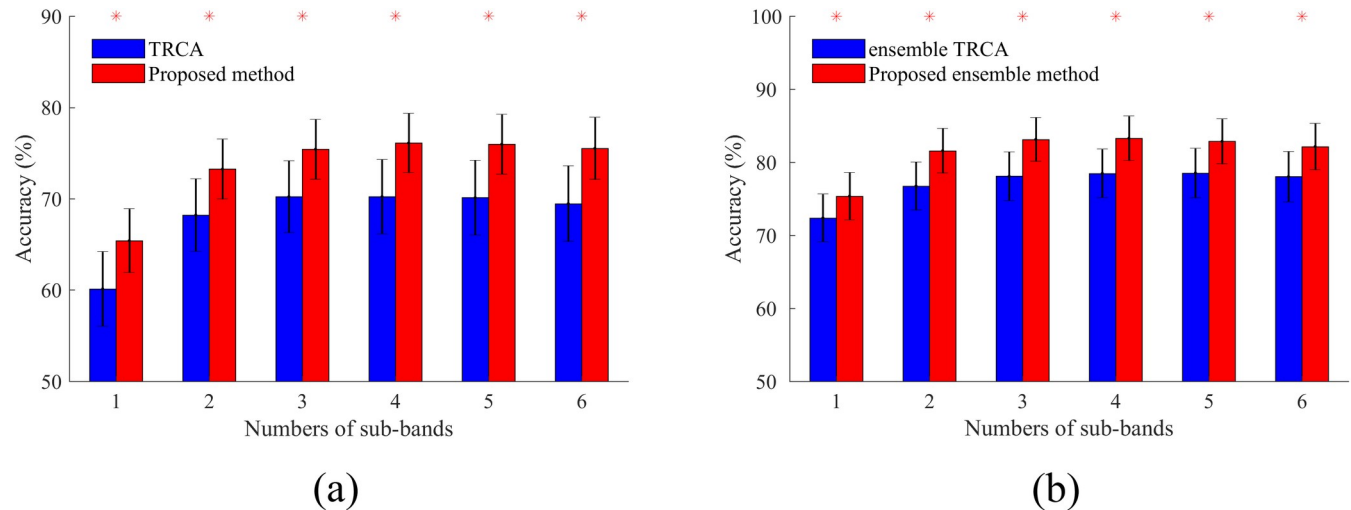 90
80
70
60
50
Accuracy (%)
TRCA
Proposed method
1 2 3 4 5 6
Numbers of sub-bands
(a)
100
90
80
70
60
50
Accuracy (%)
ensemble TRCA
Proposed ensemble method
1 2 3 4 5 6
Numbers of sub-bands
(b)